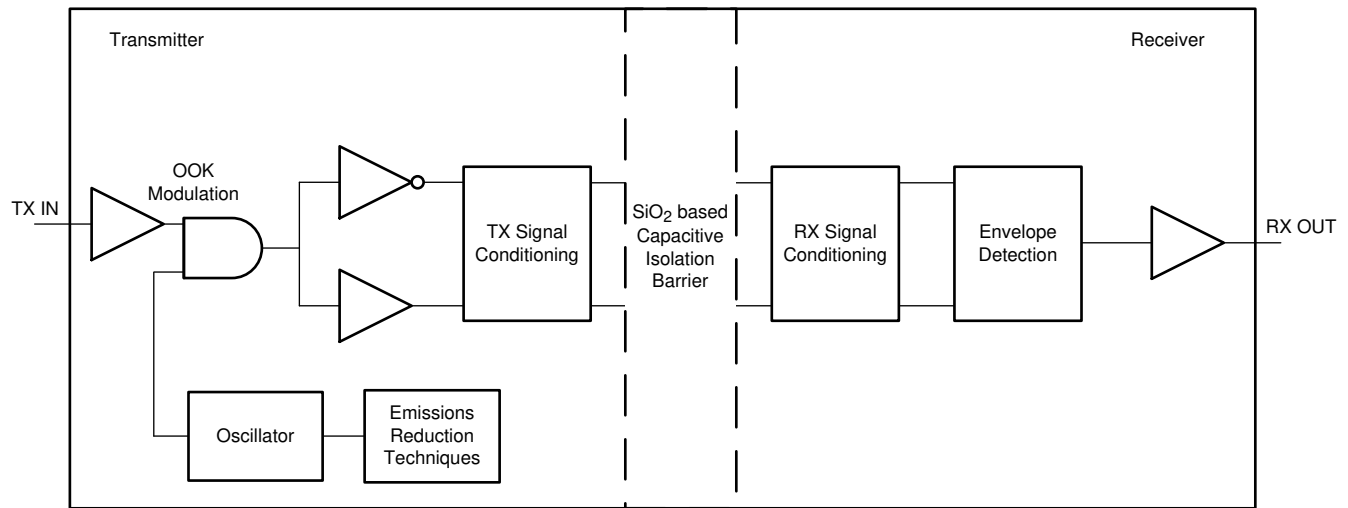 Transmitter
Receiver
OOK
Modulation
TX IN
TX Signal
Conditioning
SiO2 based
Capacitive
Isolation
Barrier
RX Signal
Conditioning
Envelope
Detection
RX OUT
Oscillator
Emissions
Reduction
Techniques